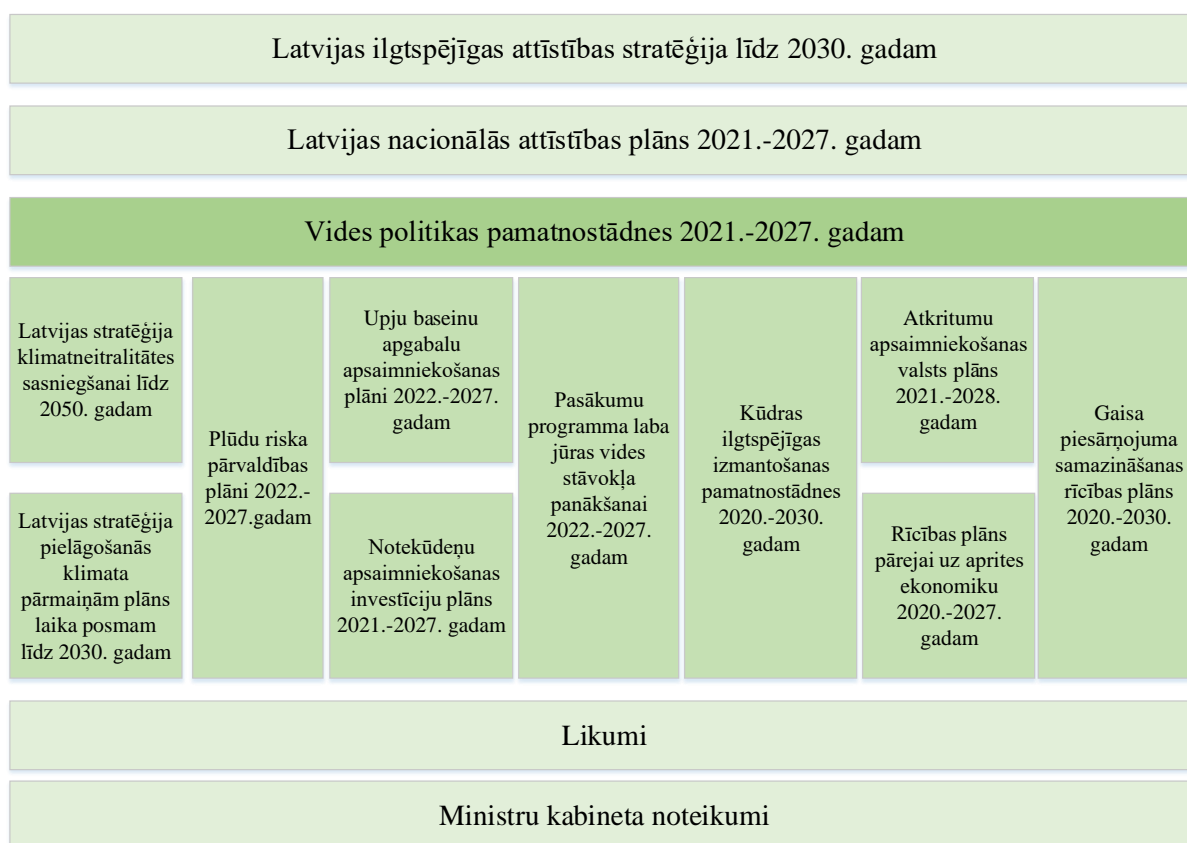 Latvijas ilgtspējīgas attīstības stratēģija līdz 2030. gadam
Latvijas nacionālās attīstības plāns 2021.-2027. gadam
Vides politikas pamatnostādnes 2021.-2027. gadam
Latvijas stratēģija
klimatneitralitātes
sasniegšanai līdz
2050. gadam
Latvijas stratēģija
pielāgošanās
klimata
pārmaiņām plāns
laika posmam
līdz 2030. gadam
Plūdu riska
pārvaldības
plāni 2022.-
2027.gadam
Upju baseinu
apgabalu
apsaimniekošanas
plāni 2022.-2027.
gadam
Notekūdeņu
apsaimniekošanas
investīciju plāns
2021.-2027. gadam
Pasākumu
programma laba
jūras vides
stāvokļa
panākšanai
2022.-2027.
gadam
Kūdras
ilgtspējīgas
izmantošanas
pamatnostādnes
2020.-2030.
gadam
Atkritumu
apsaimniekošanas
valsts plāns
2021.-2028.
gadam
Rīcības plāns
pārejai uz aprites
ekonomiku
2020.-2027.
gadam
Gaisa
piesārņojuma
samazināšanas
rīcības plāns
2020.-2030.
gadam
Likumi
Ministru kabineta noteikumi